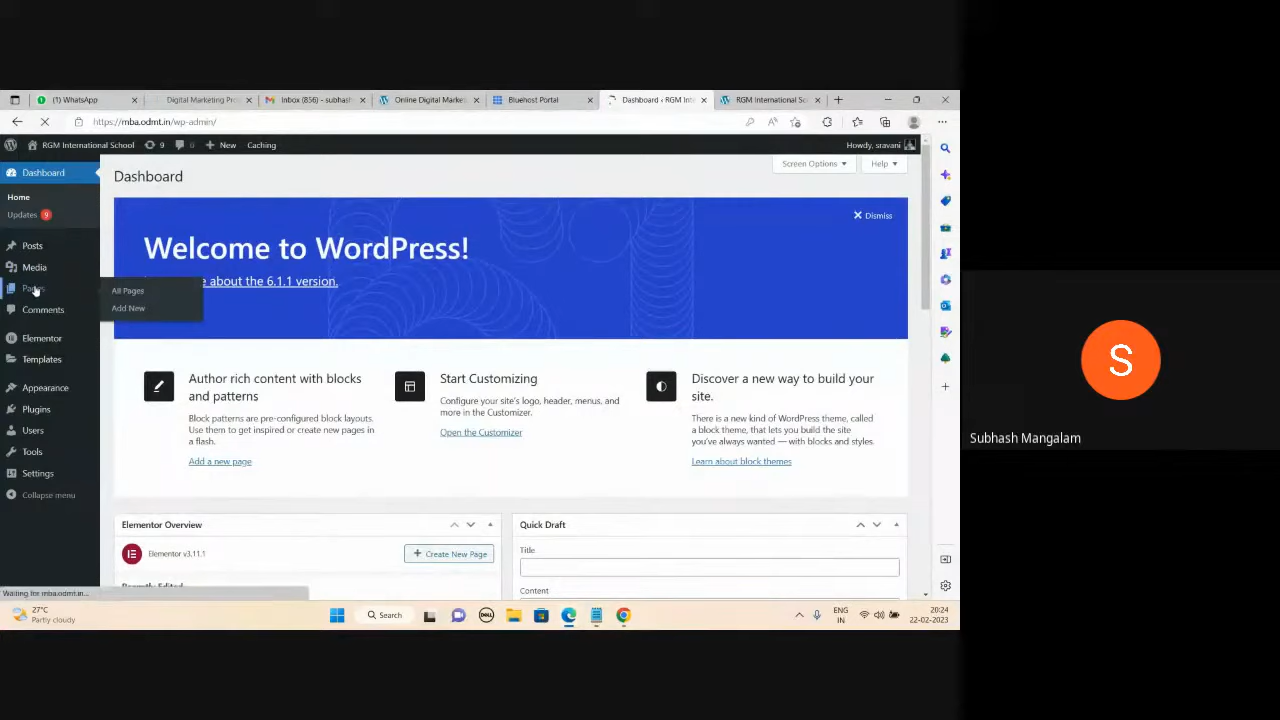 (1) WhatsApp
Digital Marketing Pro
Inbox (856) - subhash
Online Digital Market
Bluehost Portal
Dashboard ‹ RGM Int
RGM International Sc
https://mba.odmt.in/wp-admin/
RGM International School
9
0
New
Caching
Howdy, sravani
Dashboard
Home
Updates 9
Posts
Media
Pages
Comments
Elementor
Templates
Appearance
Plugins
Users
Tools
Settings
Collapse menu
All Pages
Add New
Dashboard
Screen Options
Help
Dismiss
Welcome to WordPress!
e about the 6.1.1 version.
Author rich content with blocks
and patterns
Block patterns are pre-configured block layouts.
Use them to get inspired or create new pages in
a flash.
Add a new page
Start Customizing
Configure your site's logo, header, menus, and
more in the Customizer.
Open the Customizer
Discover a new way to build your
site.
There is a new kind of WordPress theme, called
a block theme, that lets you build the site
you've always wanted — with blocks and styles.
Learn about block themes
Elementor Overview
Elementor v3.11.1
Create New Page
Recently Edited
Quick Draft
Title
Content
Waiting for mba.odmt.in...
27°C
Partly cloudy
Search
DELL
ENG
IN
20:24
22-02-2023
S
Subhash Mangalam